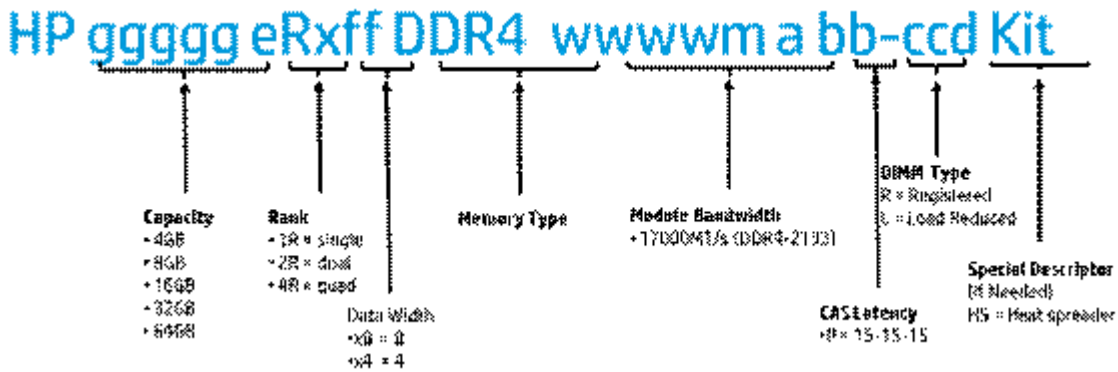 HP ggggg eRxff DDR4 wwwwm a bb-ccd Kit
Capacity
• 4GB
• 8GB
• 16GB
• 32GB
• 64GB
Rank
• 1R = single
• 2R = dual
• 4R = quad
Data Width
•x8 = 8
•x4 = 4
Memory Type
Module Bandwidth
• 17000MT/s (DDR4-2133)
CAS Latency
= 15-15-15
DIMM Type
R = Registered
L = Load Reduced
Special Descriptor
(If Needed)
HS = Heat spreader